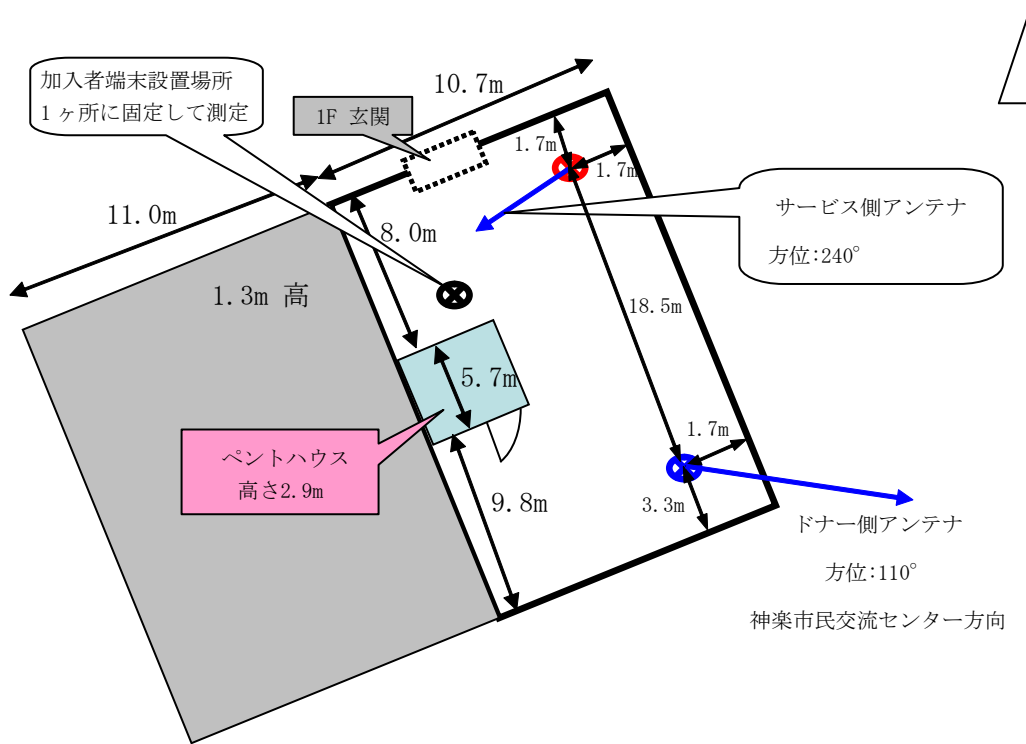 加入者端末設置場所
1ヶ所に固定して測定
10.7m
1F 玄関
1.7m
1.7m
11.0m
8.0m
サービス側アンテナ
方位:240°
1.3m 高
18.5m
5.7m
ペントハウス
高さ2.9m
1.7m
9.8m
3.3m
ドナー側アンテナ
方位:110°
神楽市民交流センター方向